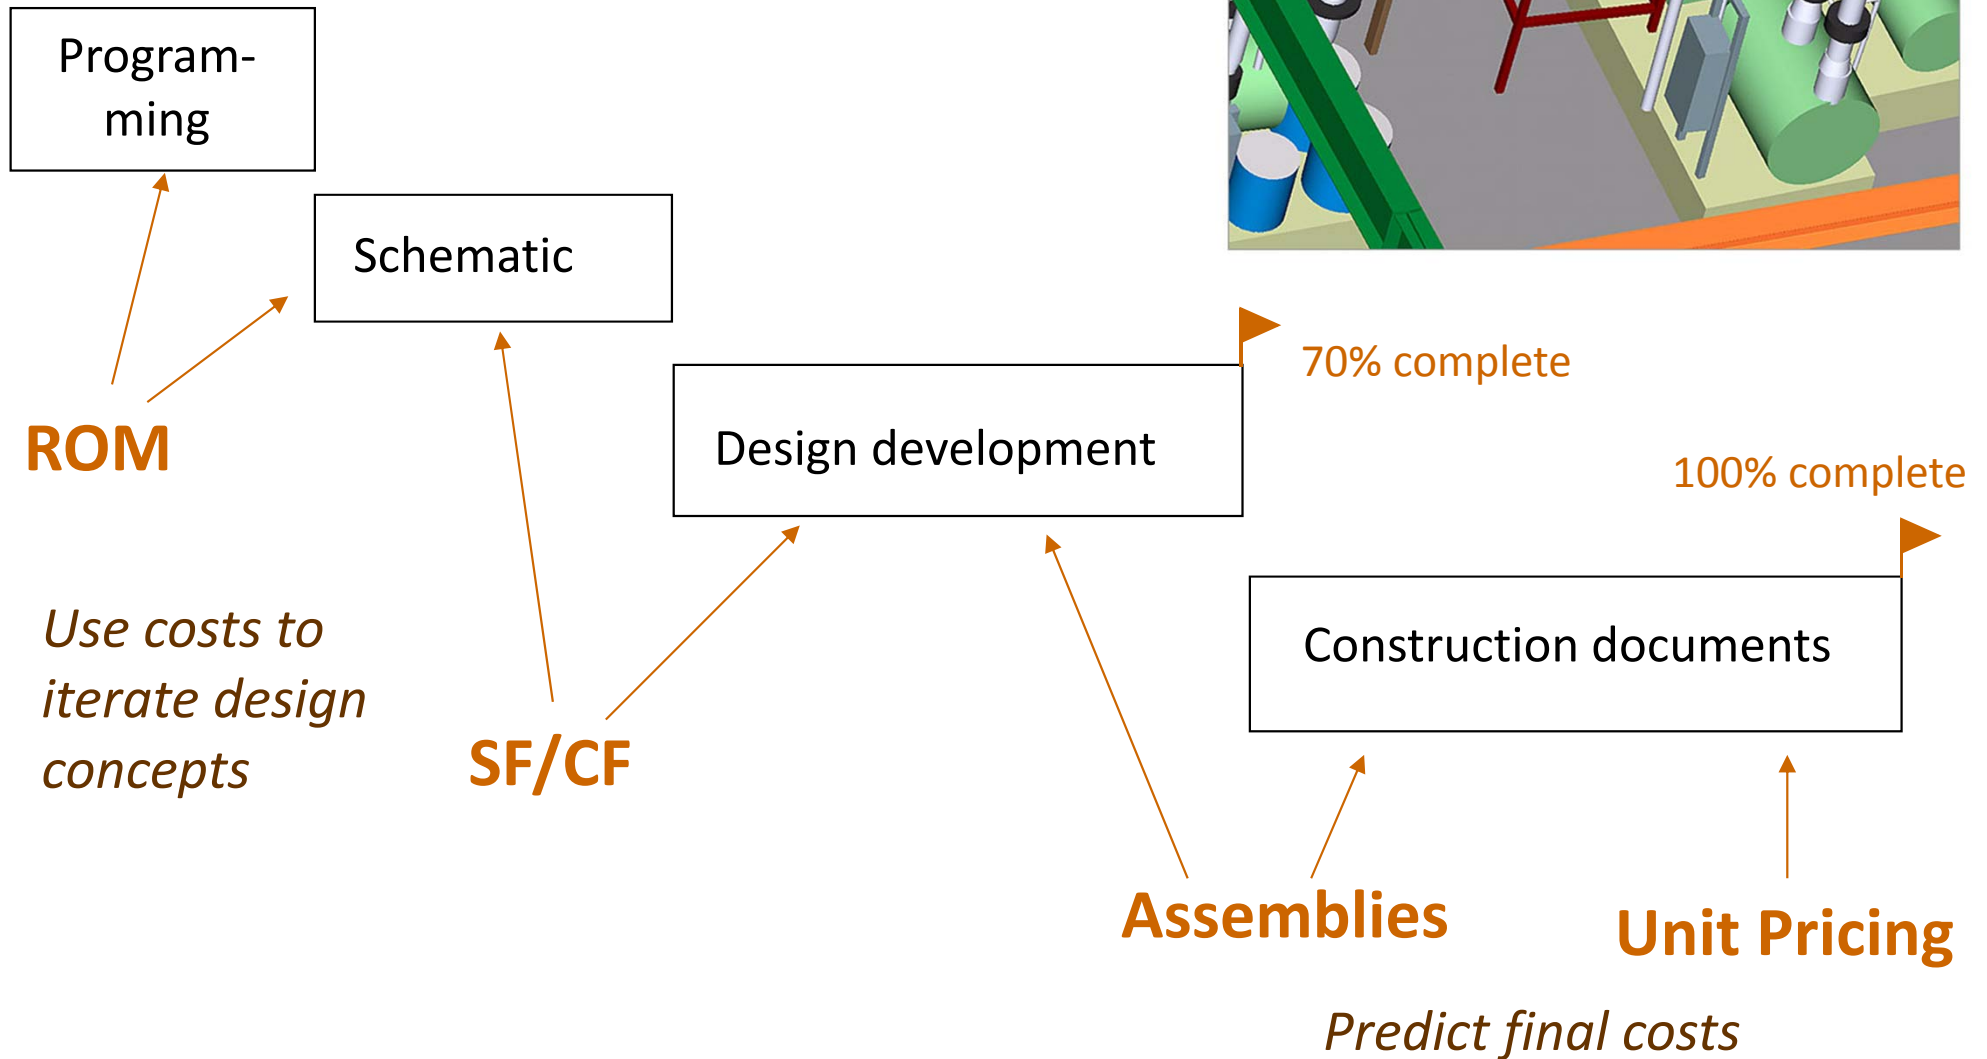 Program-
ming
Schematic
70% complete
Design development
ROM
100% complete
Use costs to
iterate design
concepts
Construction documents
SF/CF
Assemblies
Unit Pricing
Predict final costs